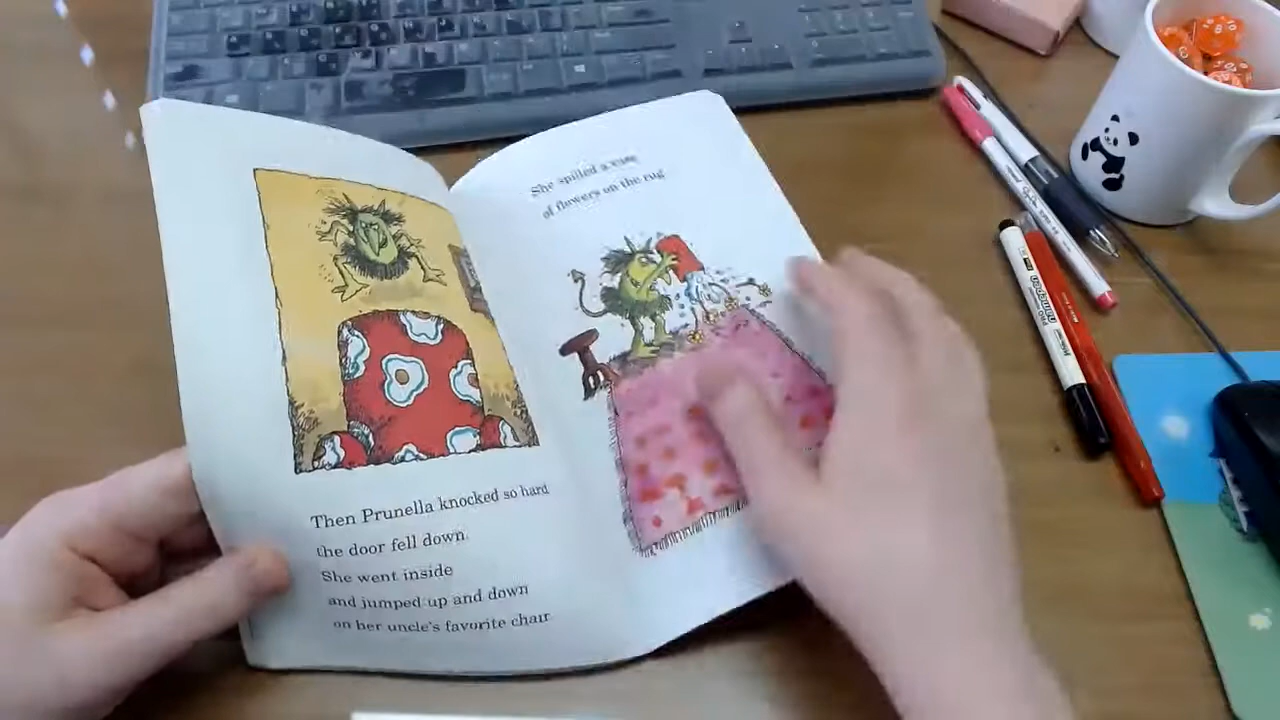 Then Prunella knocked so hard
the door fell down.
She went inside
and jumped up and down
on her uncle's favorite chair
She spilled a vase
of flowers on the rug